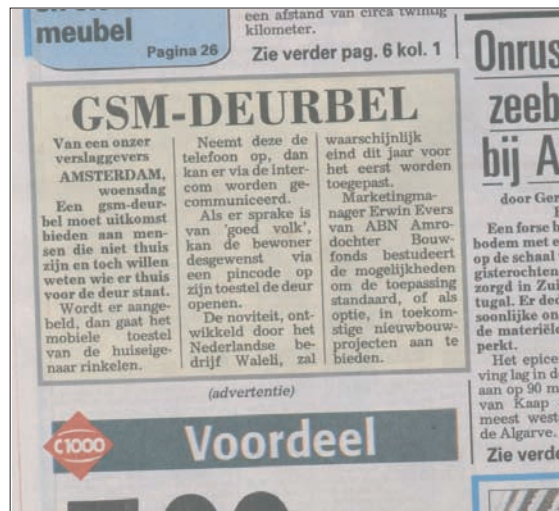 meubel
Pagina 26
een afstand van circa twintig
kilometer.
Zie verder pag. 6 kol. 1
GSM-DEURBEL
Van een onzer
verslaggevers
AMSTERDAM,
woensdag
Een gsm-deur-
bel moet uitkomst
bieden aan men-
sen die niet thuis
zijn en toch willen
weten wie er thuis
voor de deur staat.
Wordt er aange-
beld, dan gaat het
mobiele toestel
van de huiseige-
naar rinkelen.
Neemt deze de
telefoon op, dan
kan er via de inter-
com worden ge-
communiceerd.
Als er sprake is
van 'goed volk',
kan de bewoner
desgewenst via
een pincode op
zijn toestel de deur
openen.
De noviteit, ont-
wikkeld door het
Nederlandse be-
drijf Waleli, zal
waarschijnlijk
eind dit jaar voor
het eerst worden
toegepast.
Marketingma-
nager Erwin Evers
van ABN Amro-
dochter Bouw-
fonds bestudeert
de mogelijkheden
om de toepassing
standaard, of als
optie, in toekom-
stige nieuwbouw-
projecten aan te
bieden.
(advertentie)
C1000
Voordeel
Onrus
zeeb
bij A
door Ger
Een forse b
bodem met e
op de schaal
gisterochten
zorgd in Zui
tugal. Er do
soonlijke on
de materiële
perkt.
Het epice
ving lag in d
aan op 90 m
van Kaap
meest west
de Algarve.
Zie verde